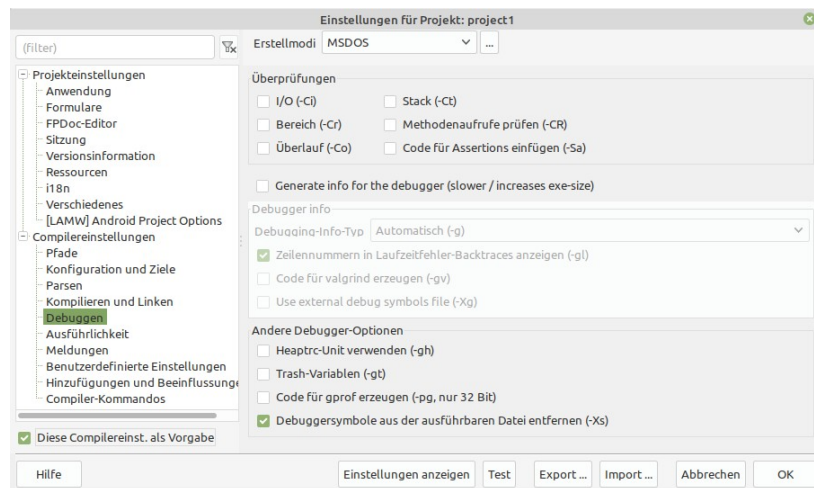 Einstellungen für Projekt: project1
(filter)
Erstellmodi MSDOS ...
Projekteinstellungen
Anwendung
Formulare
FPDoc-Editor
Sitzung
Versionsinformation
Ressourcen
i18n
Verschiedenes
[LAMW] Android Project Options
Compilereinstellungen
Pfade
Konfiguration und Ziele
Parsen
Kompilieren und Linken
Debuggen
Ausführlichkeit
Meldungen
Benutzerdefinierte Einstellungen
Hinzufügungen und Beeinflussunge
Compiler-Kommandos
Diese Compilereinst. als Vorgabe
Überprüfungen
I/O (-Ci) Stack (-Ct)
Bereich (-Cr) Methodenaufrufe prüfen (-CR)
Überlauf (-Co) Code für Assertions einfügen (-Sa)
Generate info for the debugger (slower / increases exe-size)
Debugger info
Debugging-Info-Typ Automatisch (-g)
Zeilennummern in Laufzeitfehler-Backtraces anzeigen (-gl)
Code für valgrind erzeugen (-gv)
Use external debug symbols file (-Xg)
Andere Debugger-Optionen
Heaptrc-Unit verwenden (-gh)
Trash-Variablen (-gt)
Code für gprof erzeugen (-pg, nur 32 Bit)
Debuggersymbole aus der ausführbaren Datei entfernen (-Xs)
Hilfe Einstellungen anzeigen Test Export ... Import ... Abbrechen OK